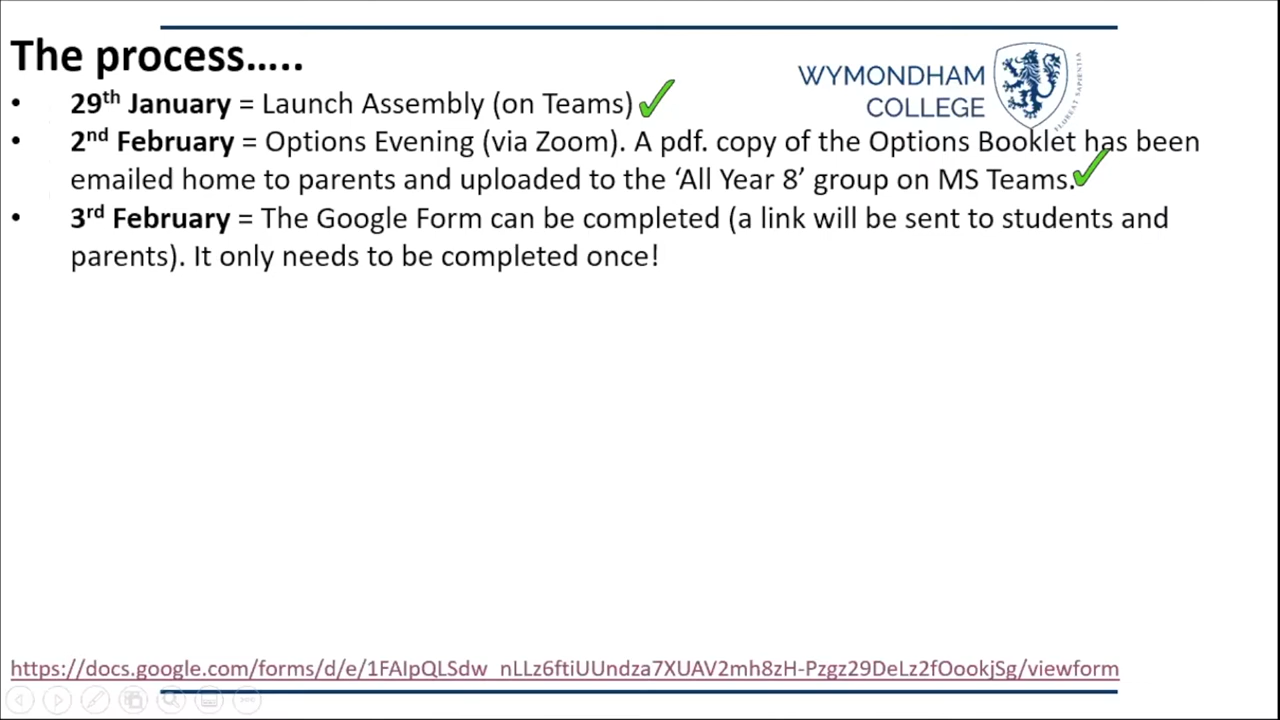 The process.....
WYMONDHAM
COLLEGE
FLOREAT SAPIENTIA
• 29th January = Launch Assembly (on Teams)
• 2nd February = Options Evening (via Zoom). A pdf. copy of the Options Booklet has been
emailed home to parents and uploaded to the ‘All Year 8’ group on MS Teams.
• 3rd February = The Google Form can be completed (a link will be sent to students and
parents). It only needs to be completed once!
https://docs.google.com/forms/d/e/1FAIpQLSdw_nLLz6ftiUUndza7XUAV2mh8zH-Pzgz29DeLz2fOookjSg/viewform